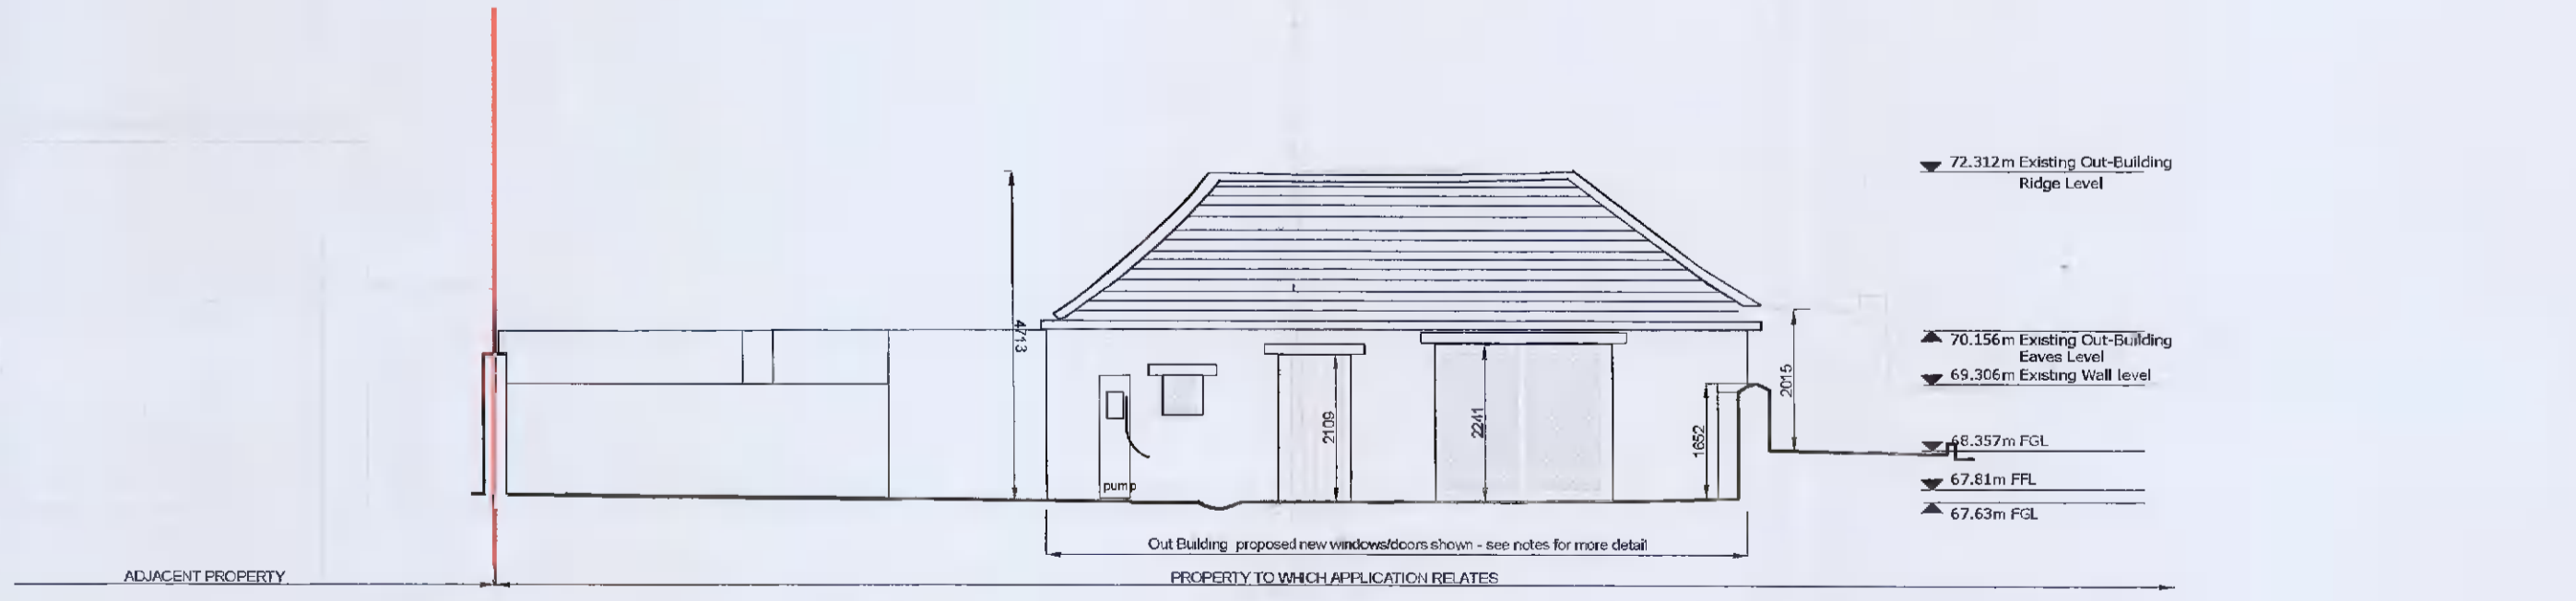 72.312m Existing Out-Building
Ridge Level
4713
70.156m Existing Out-Building
Eaves Level
69.306m Existing Wall level
2015
2109
2241
1652
68.357m FGL
pump
67.81m FFL
67.63m FGL
Out Building proposed new windows/doors shown - see notes for more detail
ADJACENT PROPERTY
PROPERTY TO WHICH APPLICATION RELATES